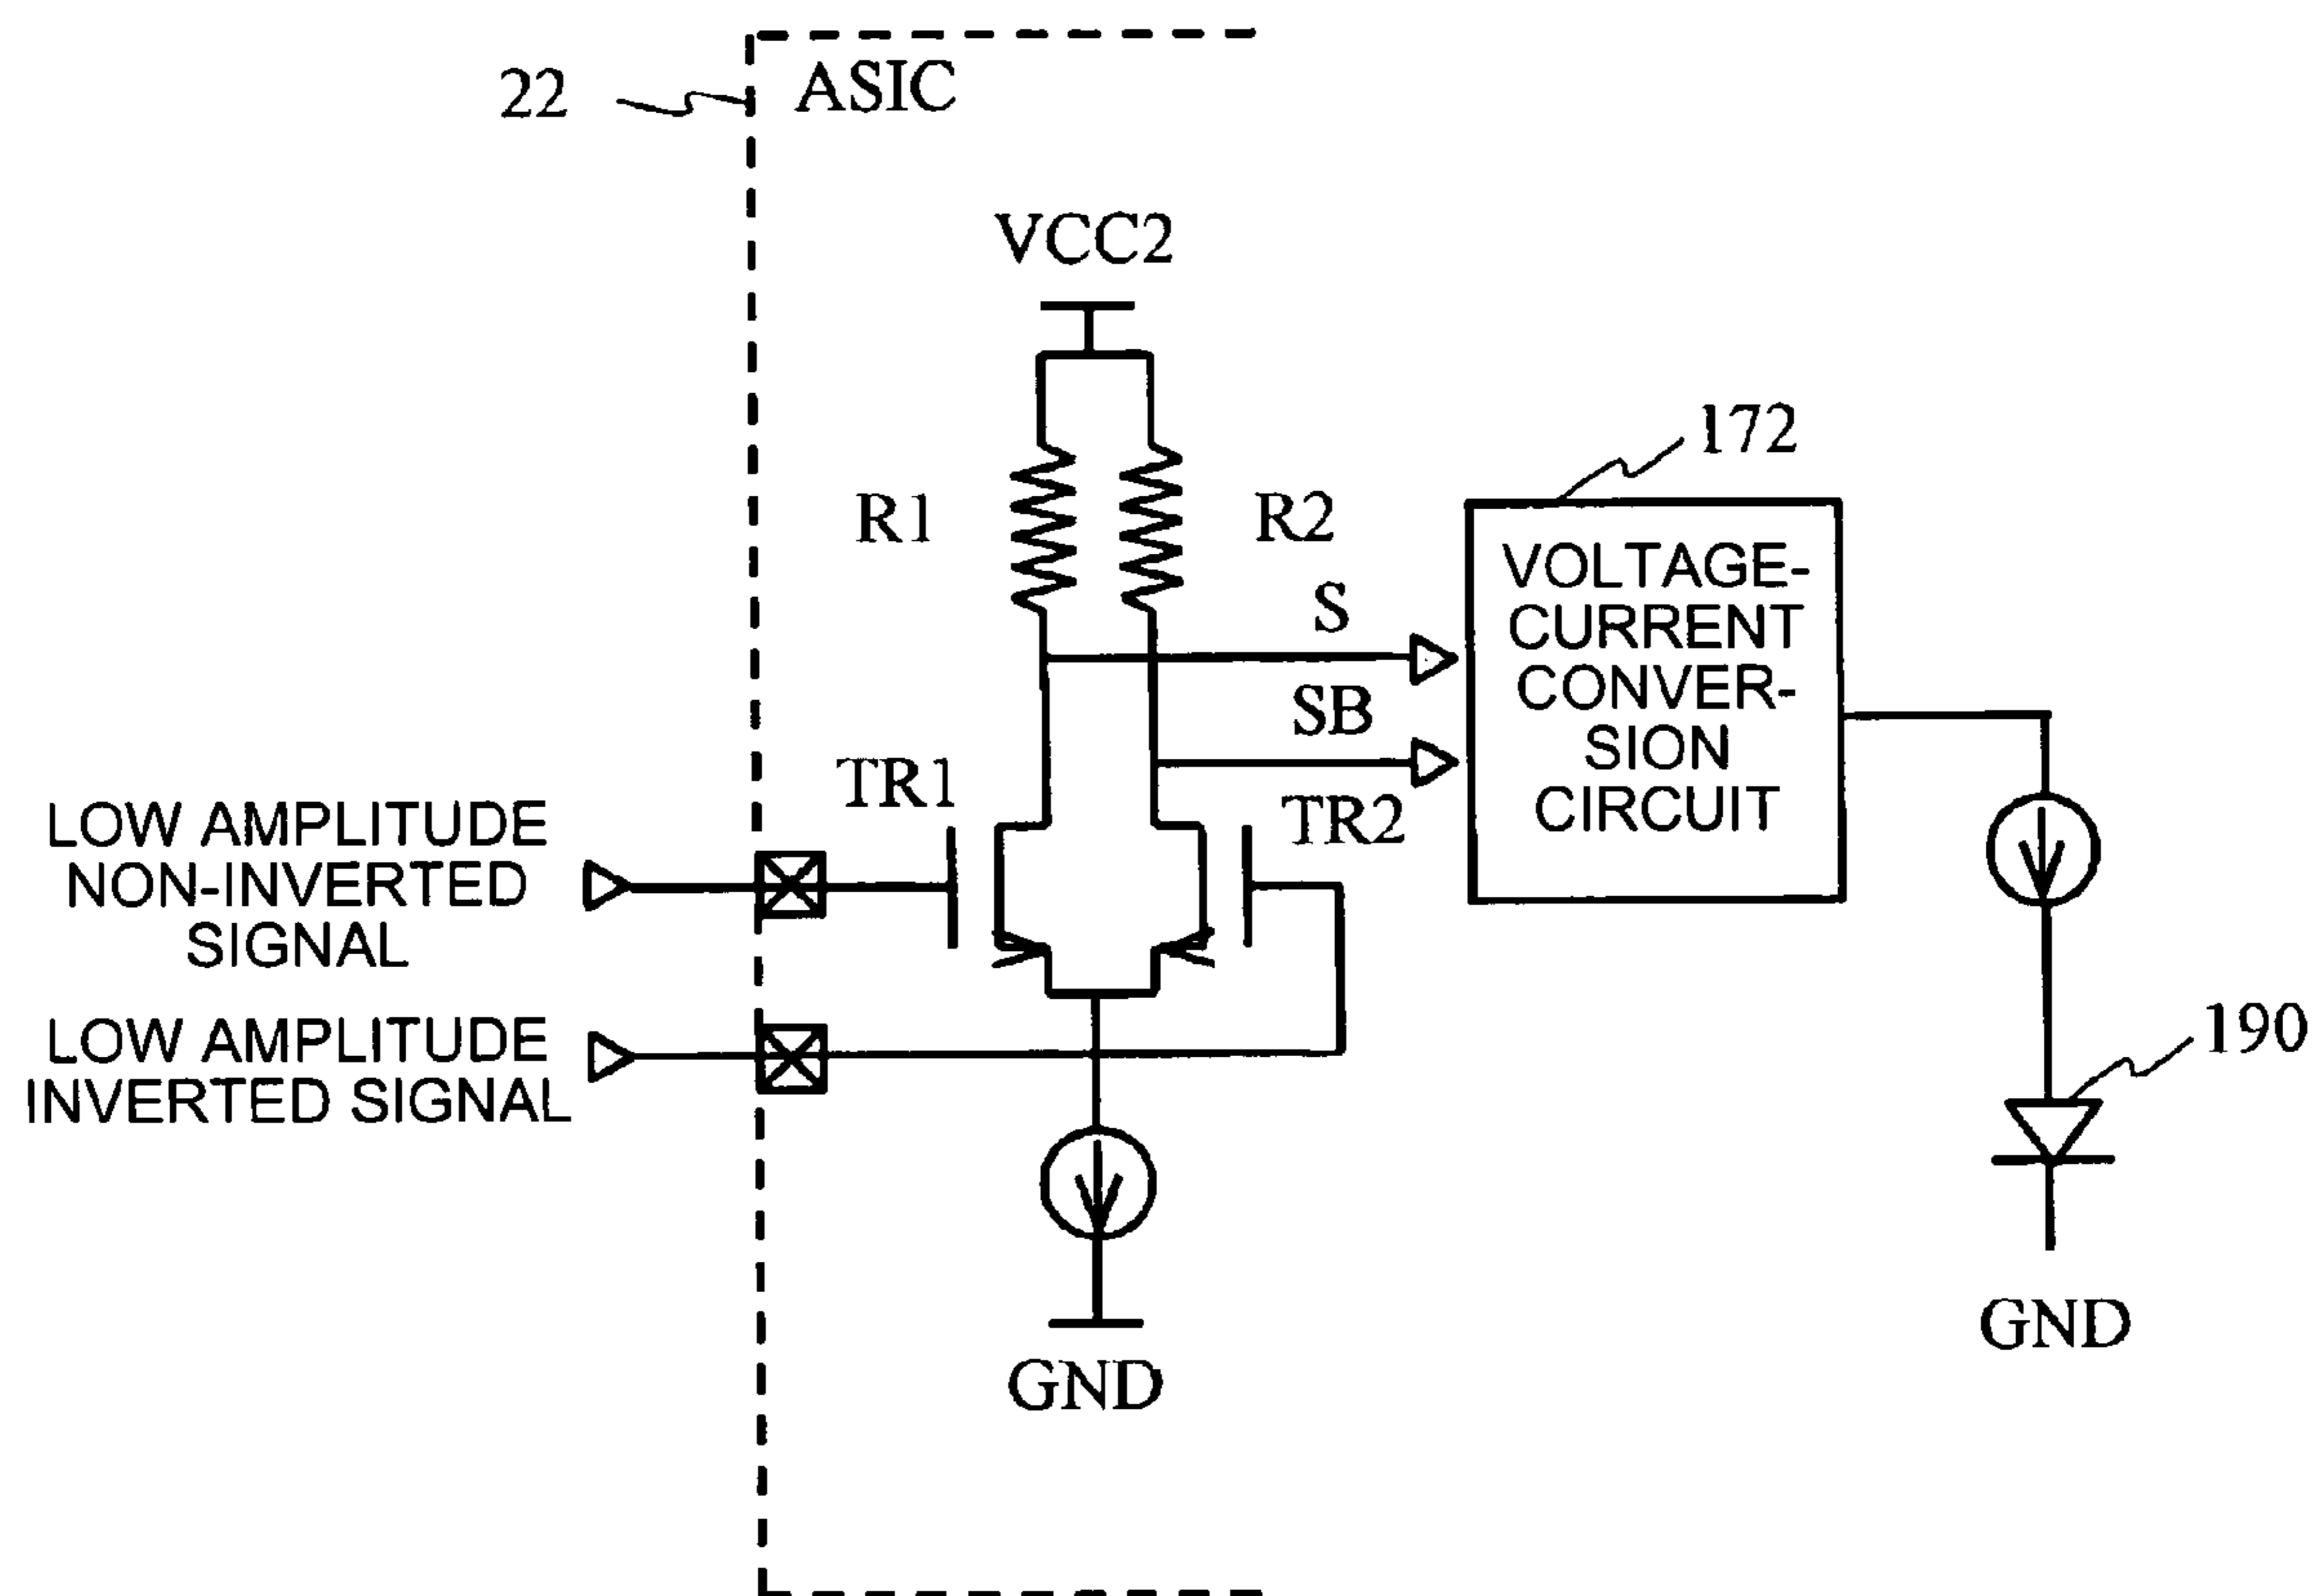 22
ASIC
VCC2
172
R1
R2
VOLTAGE-
CURRENT
CONVER-
SION
CIRCUIT
S
SB
TR1
TR2
LOW AMPLITUDE
NON-INVERTED
SIGNAL
LOW AMPLITUDE
INVERTED SIGNAL
190
GND
GND